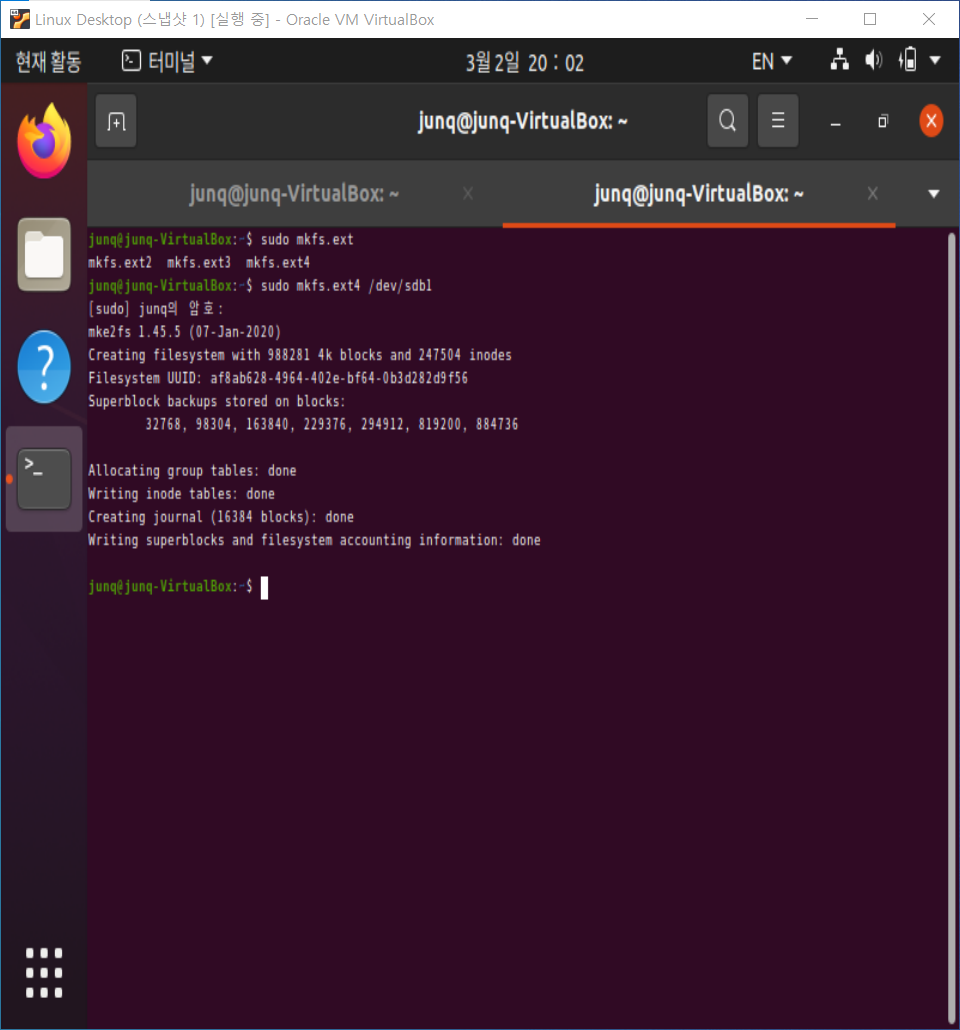 Linux Desktop (스냅샷 1) [실행 중] - Oracle VM VirtualBox
현재 활동 터미널 3월 2일 20 : 02 EN
junq@junq-VirtualBox: ~
junq@junq-VirtualBox: ~ junq@junq-VirtualBox: ~
junq@junq-VirtualBox:~$ sudo mkfs.ext
mkfs.ext2 mkfs.ext3 mkfs.ext4
junq@junq-VirtualBox:~$ sudo mkfs.ext4 /dev/sdb1
[sudo] junq의 암호:
mke2fs 1.45.5 (07-Jan-2020)
Creating filesystem with 988281 4k blocks and 247504 inodes
Filesystem UUID: af8ab628-4964-402e-bf64-0b3d282d9f56
Superblock backups stored on blocks:
32768, 98304, 163840, 229376, 294912, 819200, 884736
Allocating group tables: done
Writing inode tables: done
Creating journal (16384 blocks): done
Writing superblocks and filesystem accounting information: done
junq@junq-VirtualBox:~$